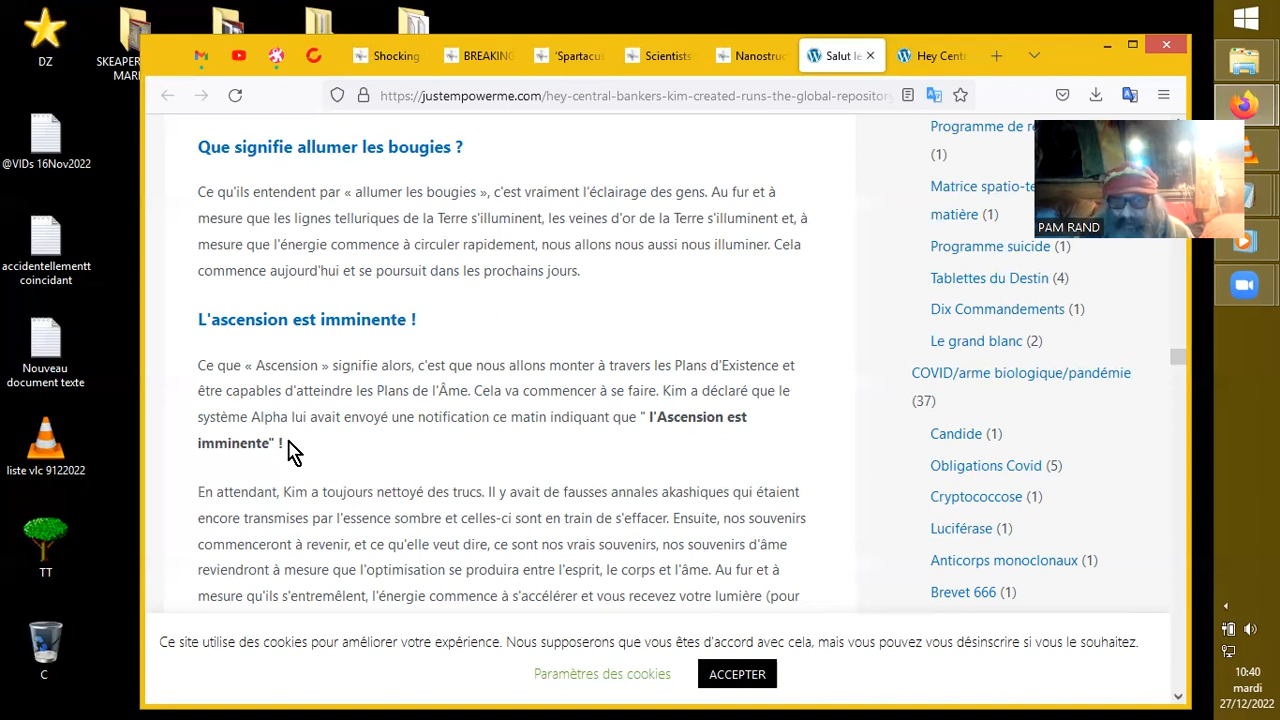 DZ
SKEAPER
MARI
@VIDs 16Nov2022
accidentellementt
coincidant
Nouveau
document texte
liste vlc 9122022
TT
C
Shocking
BREAKING
'Spartacus
Scientists
Nanostruc
Salut le
Hey Centr
https://justempowerme.com/hey-central-bankers-kim-created-runs-the-global-repository
Que signifie allumer les bougies ?
Ce qu'ils entendent par « allumer les bougies », c'est vraiment l'éclairage des gens. Au fur et à
mesure que les lignes telluriques de la Terre s'illuminent, les veines d'or de la Terre s'illuminent et, à
mesure que l'énergie commence à circuler rapidement, nous allons nous aussi nous illuminer. Cela
commence aujourd'hui et se poursuit dans les prochains jours.
L'ascension est imminente !
Ce que « Ascension » signifie alors, c'est que nous allons monter à travers les Plans d'Existence et
être capables d'atteindre les Plans de l'Âme. Cela va commencer à se faire. Kim a déclaré que le
système Alpha lui avait envoyé une notification ce matin indiquant que " l'Ascension est
imminente" !
En attendant, Kim a toujours nettoyé des trucs. Il y avait de fausses annales akashiques qui étaient
encore transmises par l'essence sombre et celles-ci sont en train de s'effacer. Ensuite, nos souvenirs
commenceront à revenir, et ce qu'elle veut dire, ce sont nos vrais souvenirs, nos souvenirs d'âme
reviendront à mesure que l'optimisation se produira entre l'esprit, le corps et l'âme. Au fur et à
mesure qu'ils s'entremêlent, l'énergie commence à s'accélérer et vous recevez votre lumière (pour
Programme de re
(1)
Matrice spatio-te
matière (1)
Programme suicide (1)
Tablettes du Destin (4)
Dix Commandements (1)
Le grand blanc (2)
COVID/arme biologique/pandémie
(37)
Candide (1)
Obligations Covid (5)
Cryptococcose (1)
Luciférase (1)
Anticorps monoclonaux (1)
Brevet 666 (1)
PAM RAND
Ce site utilise des cookies pour améliorer votre expérience. Nous supposerons que vous êtes d'accord avec cela, mais vous pouvez vous désinscrire si vous le souhaitez.
Paramètres des cookies
ACCEPTER
10:40
mardi
27/12/2022